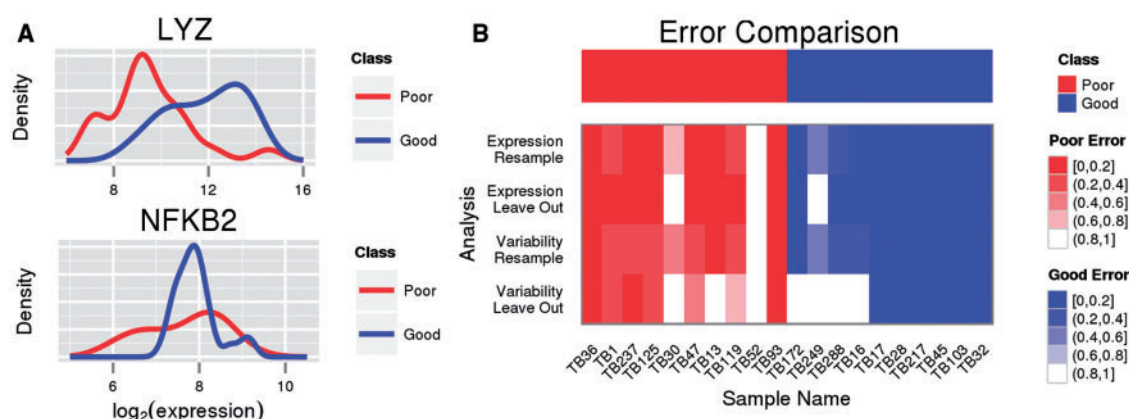 A
LYZ
Density
8
12
16
Class
Poor
Good
NFKB2
Density
6
8
10
log2(expression)
Class
Poor
Good
B
Error Comparison
Analysis
Expression
Resample
Expression
Leave Out
Variability
Resample
Variability
Leave Out
TB36
TB1
TB237
TB125
TB30
TB47
TB13
TB119
TB52
TB93
TB172
TB249
TB288
TB16
TB17
TB28
TB217
TB45
TB103
TB32
Sample Name
Class
Poor
Good
Poor Error
[0,0.2]
(0.2,0.4]
(0.4,0.6]
(0.6,0.8]
(0.8,1]
Good Error
[0,0.2]
(0.2,0.4]
(0.4,0.6]
(0.6,0.8]
(0.8,1]